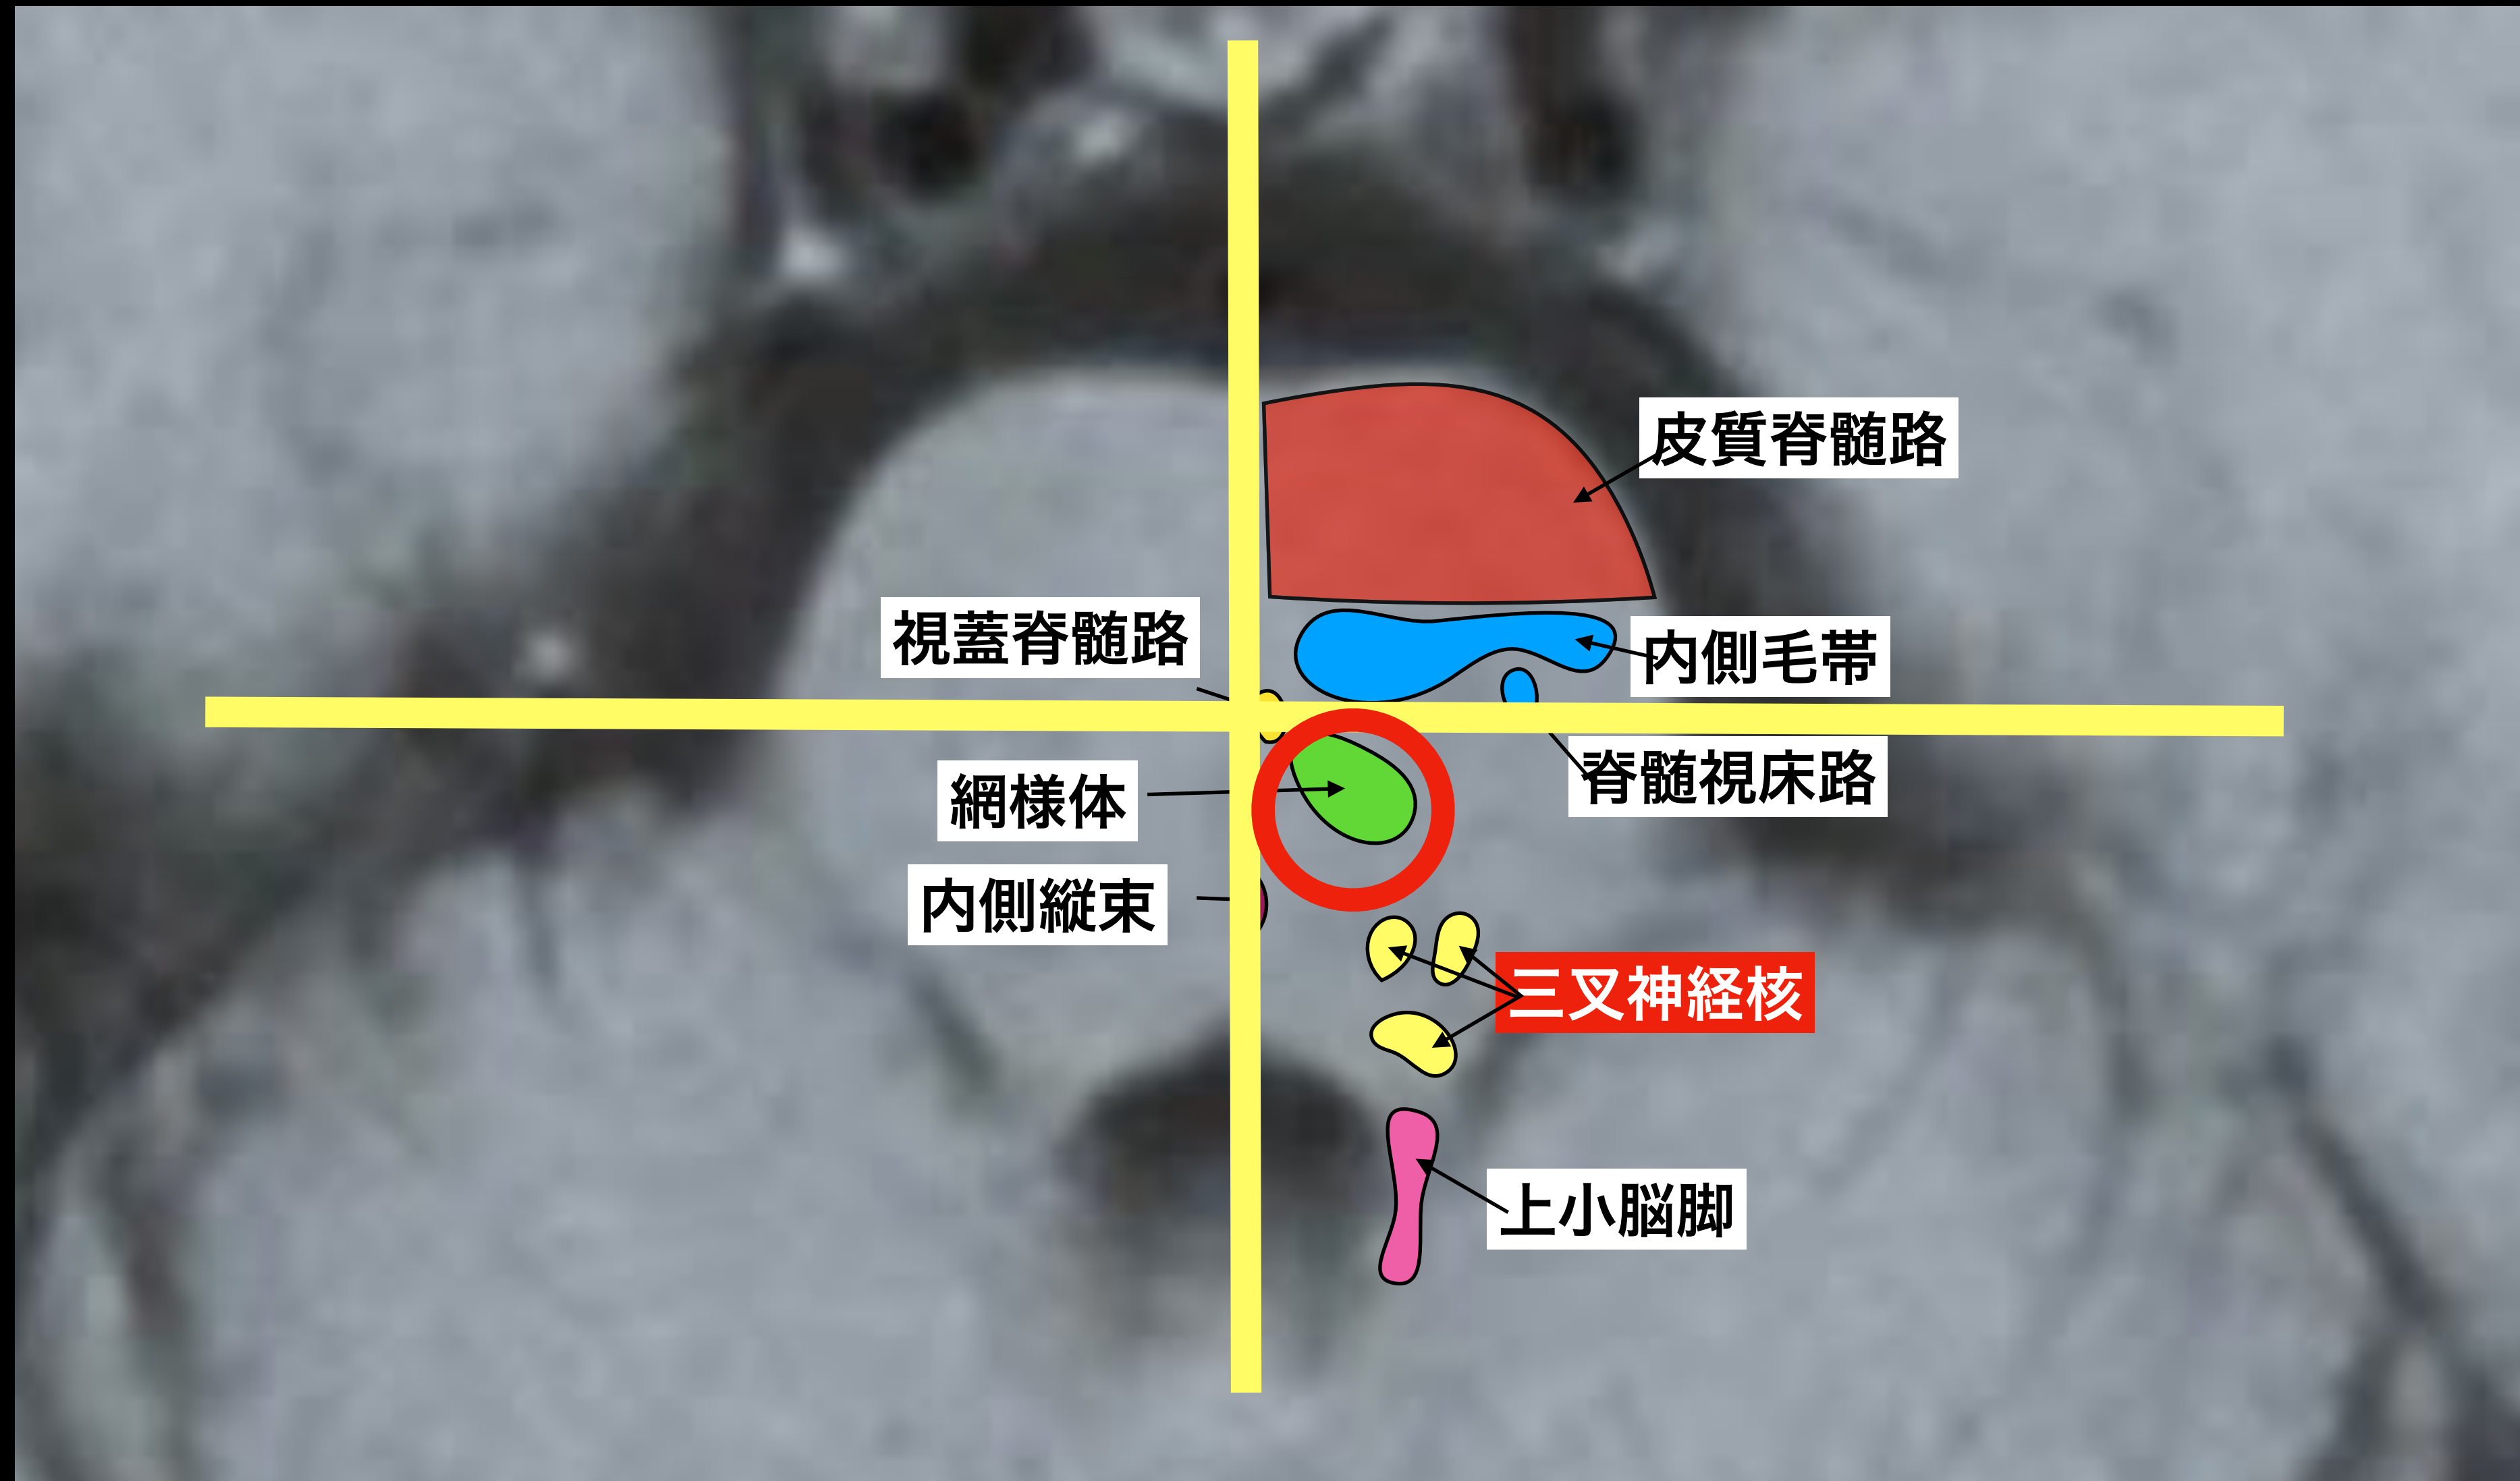 皮質脊髄路
視蓋脊髄路
内側毛帯
脊髄視床路
網様体
内側縦束
三叉神経核
上小脳脚